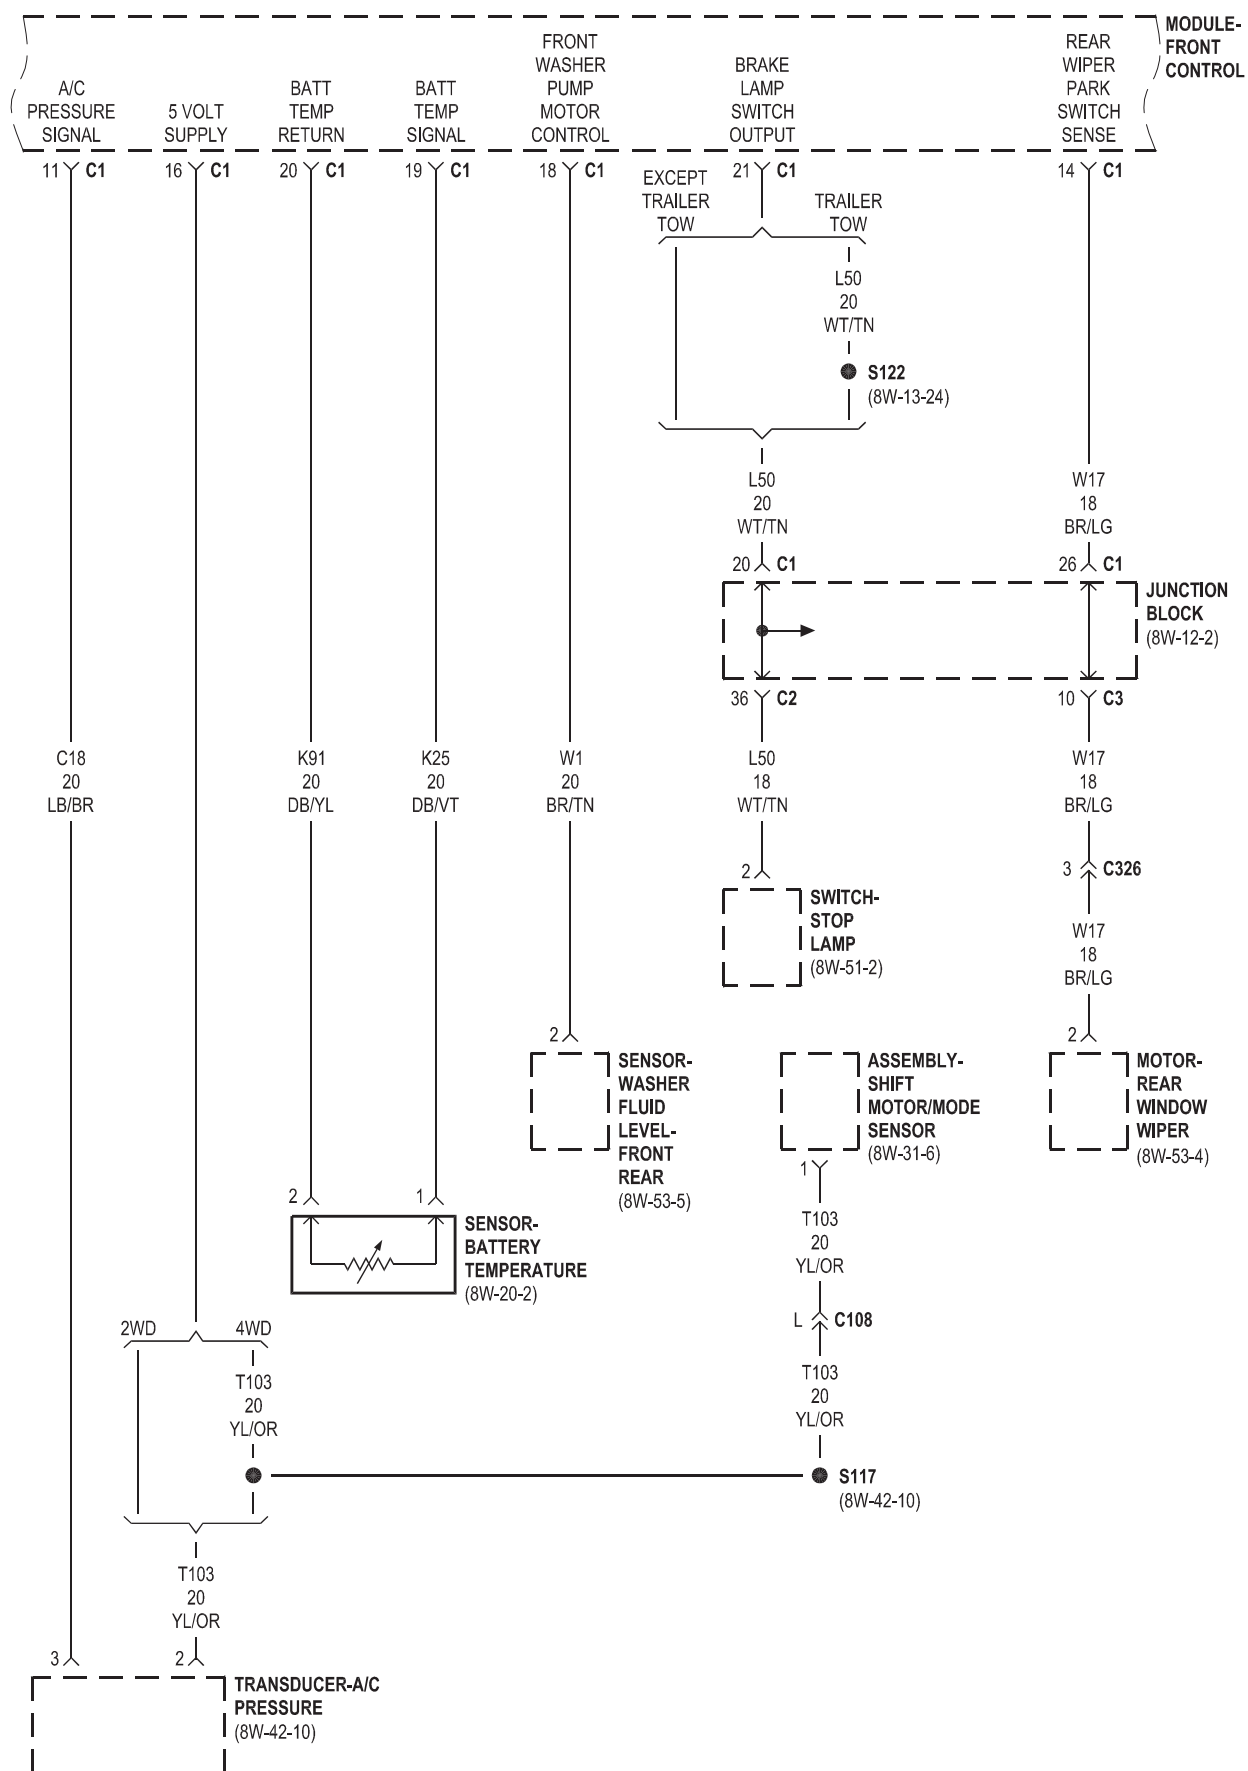 MODULE-
FRONT
CONTROL
A/C
PRESSURE
SIGNAL
5 VOLT
SUPPLY
BATT
TEMP
RETURN
BATT
TEMP
SIGNAL
FRONT
WASHER
PUMP
MOTOR
CONTROL
BRAKE
LAMP
SWITCH
OUTPUT
REAR
WIPER
PARK
SWITCH
SENSE
11 C1
16 C1
20 C1
19 C1
18 C1
21 C1
14 C1
EXCEPT
TRAILER
TOW
TRAILER
TOW
L50
20
WT/TN
S122
(8W-13-24)
L50
20
WT/TN
W17
18
BR/LG
20 C1
26 C1
JUNCTION
BLOCK
(8W-12-2)
36 C2
10 C3
C18
20
LB/BR
K91
20
DB/YL
K25
20
DB/VT
W1
20
BR/TN
L50
18
WT/TN
W17
18
BR/LG
2
3 C326
SWITCH-
STOP
LAMP
(8W-51-2)
W17
18
BR/LG
2
2
SENSOR-
WASHER
FLUID
LEVEL-
FRONT
REAR
(8W-53-5)
ASSEMBLY-
SHIFT
MOTOR/MODE
SENSOR
(8W-31-6)
MOTOR-
REAR
WINDOW
WIPER
(8W-53-4)
1
2
1
T103
20
YL/OR
SENSOR-
BATTERY
TEMPERATURE
(8W-20-2)
L C108
2WD
4WD
T103
20
YL/OR
T103
20
YL/OR
S117
(8W-42-10)
T103
20
YL/OR
3
2
TRANSDUCER-A/C
PRESSURE
(8W-42-10)